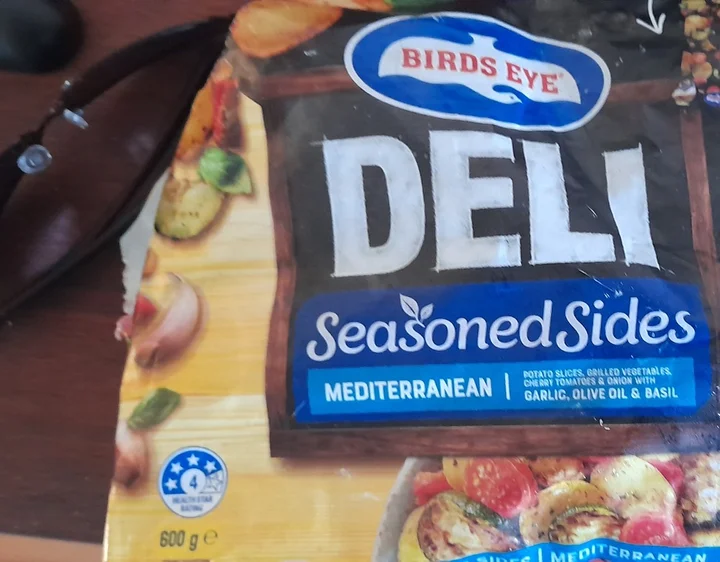 BIRDS EYE®
DELI
Seasoned Sides™
MEDITERRANEAN
POTATO SLICES, GRILLED VEGETABLES,
CHERRY TOMATOES & ONION WITH
GARLIC, OLIVE OIL & BASIL
4
HEALTH STAR
RATING
600 g e
SIDES | MEDITERRANEAN